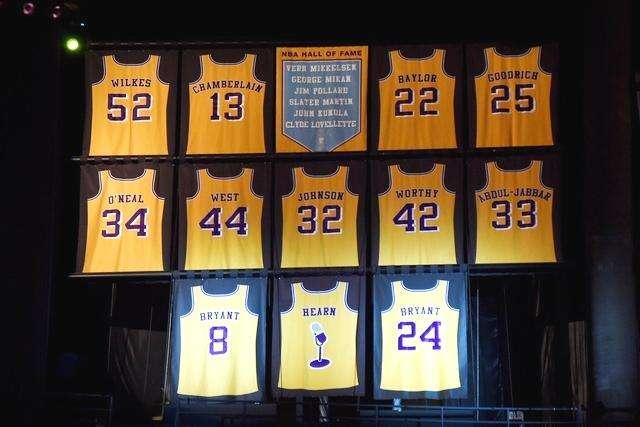 WILKES
52
CHAMBERLAIN
13
NBA HALL OF FAME
VERN MIKKELSEN
GEORGE MIKAN
JIM POLLARD
SLATER MARTIN
JOHN KUNDLA
CLYDE LOVELLETTE
BAYLOR
22
GOODRICH
25
O'NEAL
34
WEST
44
JOHNSON
32
WORTHY
42
ABDUL-JABBAR
33
BRYANT
8
HEARN
BRYANT
24